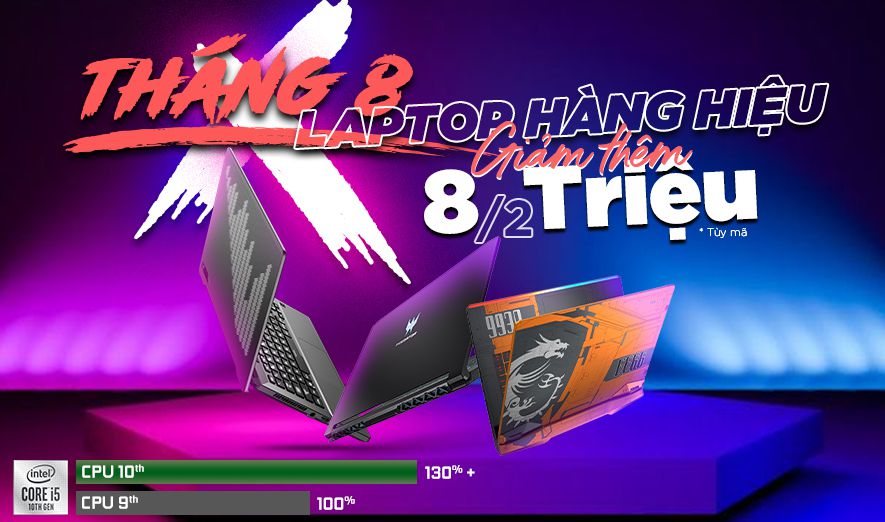 THÁNG 8
LAPTOP HÀNG HIỆU
Giảm thêm
8/2 Triệu
* Tùy mã
993°
intel
CORE i5
10TH GEN
CPU 10th
130% +
CPU 9th
100%